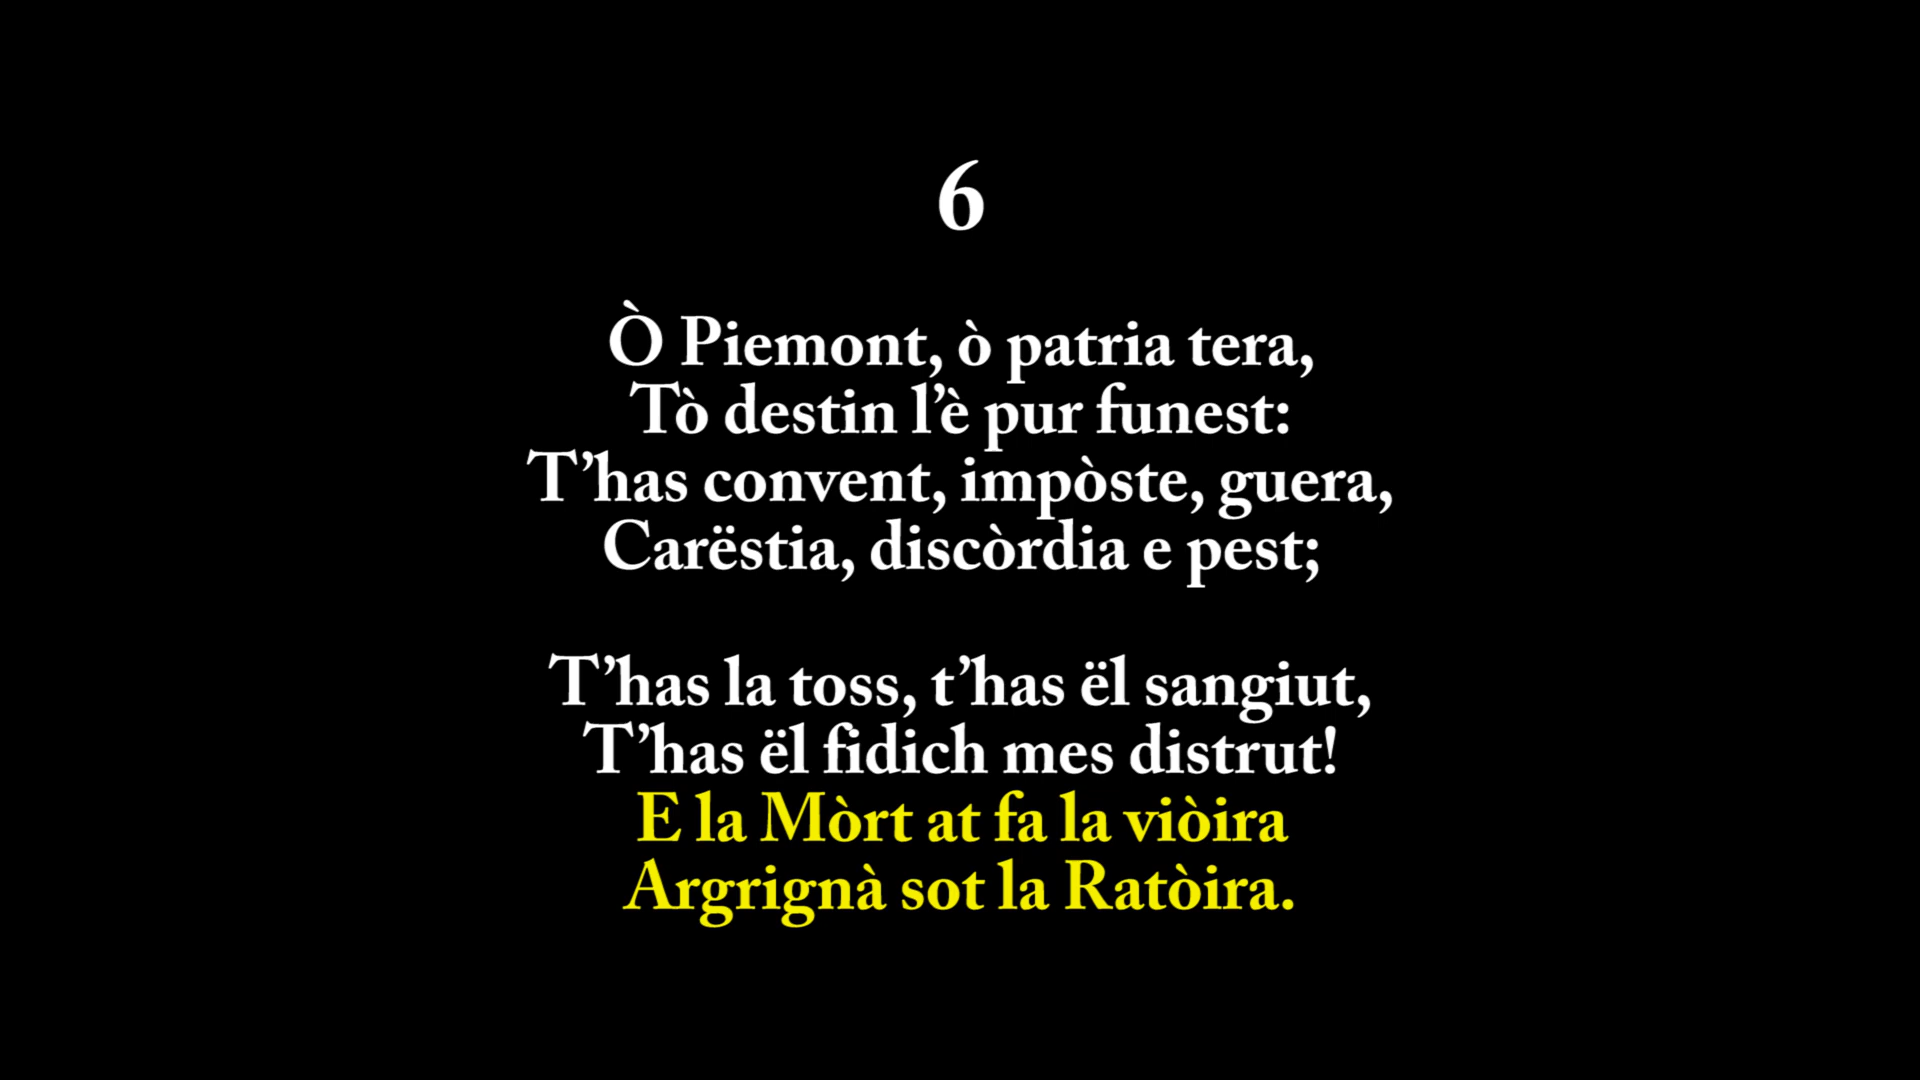 6
Ò Piemont, ò patria tera,
Tò destin l’è pur funest:
T’has convent, impòste, guera,
Carëstia, discòrdia e pest;
T’has la toss, t’has ël sangiut,
T’has ël fidich mes distrut!
E la Mòrt at fa la viòira
Argrignà sot la Ratòira.